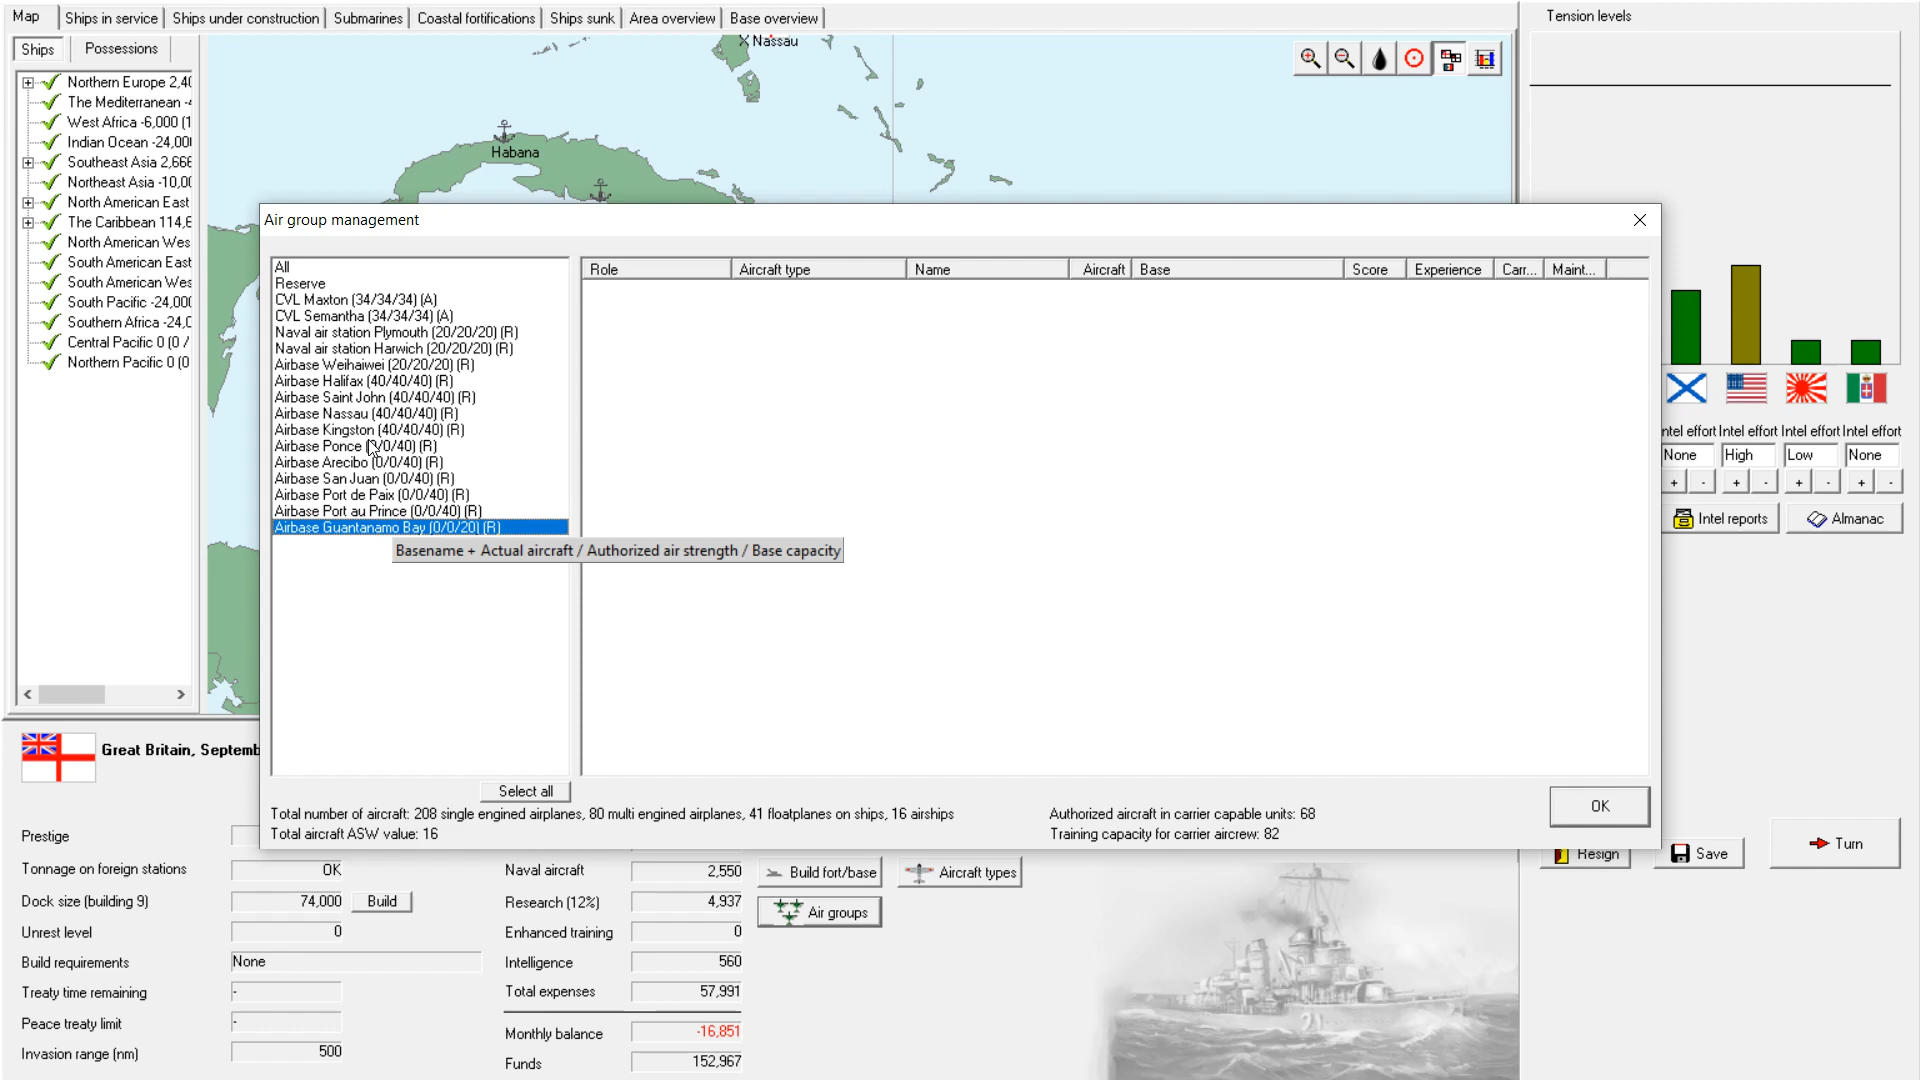 Map
Ships in service
Ships under construction
Submarines
Coastal fortifications
Ships sunk
Area overview
Base overview
Tension levels
Ships
Possessions
Northern Europe 2,40
The Mediterranean -4
West Africa -6,000 (1
Indian Ocean -24,000
Southeast Asia 2,666
Northeast Asia -10,00
North American East
The Caribbean 114,6
North American Wes
South American East
South American Wes
South Pacific -24,000
Southern Africa -24,0
Central Pacific 0 (0 /
Northern Pacific 0 (0
Nassau
Habana
Air group management
All
Reserve
CVL Maxton (34/34/34) (A)
CVL Semantha (34/34/34) (A)
Naval air station Plymouth (20/20/20) (R)
Naval air station Harwich (20/20/20) (R)
Airbase Weihaiwei (20/20/20) (R)
Airbase Halifax (40/40/40) (R)
Airbase Saint John (40/40/40) (R)
Airbase Nassau (40/40/40) (R)
Airbase Kingston (40/40/40) (R)
Airbase Ponce (0/0/40) (R)
Airbase Arecibo (0/0/40) (R)
Airbase San Juan (0/0/40) (R)
Airbase Port de Paix (0/0/40) (R)
Airbase Port au Prince (0/0/40) (R)
Airbase Guantanamo Bay (0/0/20) (R)
Basename + Actual aircraft / Authorized air strength / Base capacity
Role
Aircraft type
Name
Aircraft
Base
Score
Experience
Carr...
Maint...
Select all
Total number of aircraft: 208 single engined airplanes, 80 multi engined airplanes, 41 floatplanes on ships, 16 airships
Total aircraft ASW value: 16
Authorized aircraft in carrier capable units: 68
Training capacity for carrier aircrew: 82
OK
ntel effort Intel effort Intel effort Intel effort
None
High
Low
None
+ - + - + - + -
Intel reports
Almanac
Resign
Save
Turn
Great Britain, Septemb
Prestige
Tonnage on foreign stations OK
Dock size (building 9) 74,000 Build
Unrest level 0
Build requirements None
Treaty time remaining -
Peace treaty limit -
Invasion range (nm) 500
Naval aircraft 2,550
Research (12%) 4,937
Enhanced training 0
Intelligence 560
Total expenses 57,991
Monthly balance -16,851
Funds 152,967
Build fort/base
Aircraft types
Air groups
21